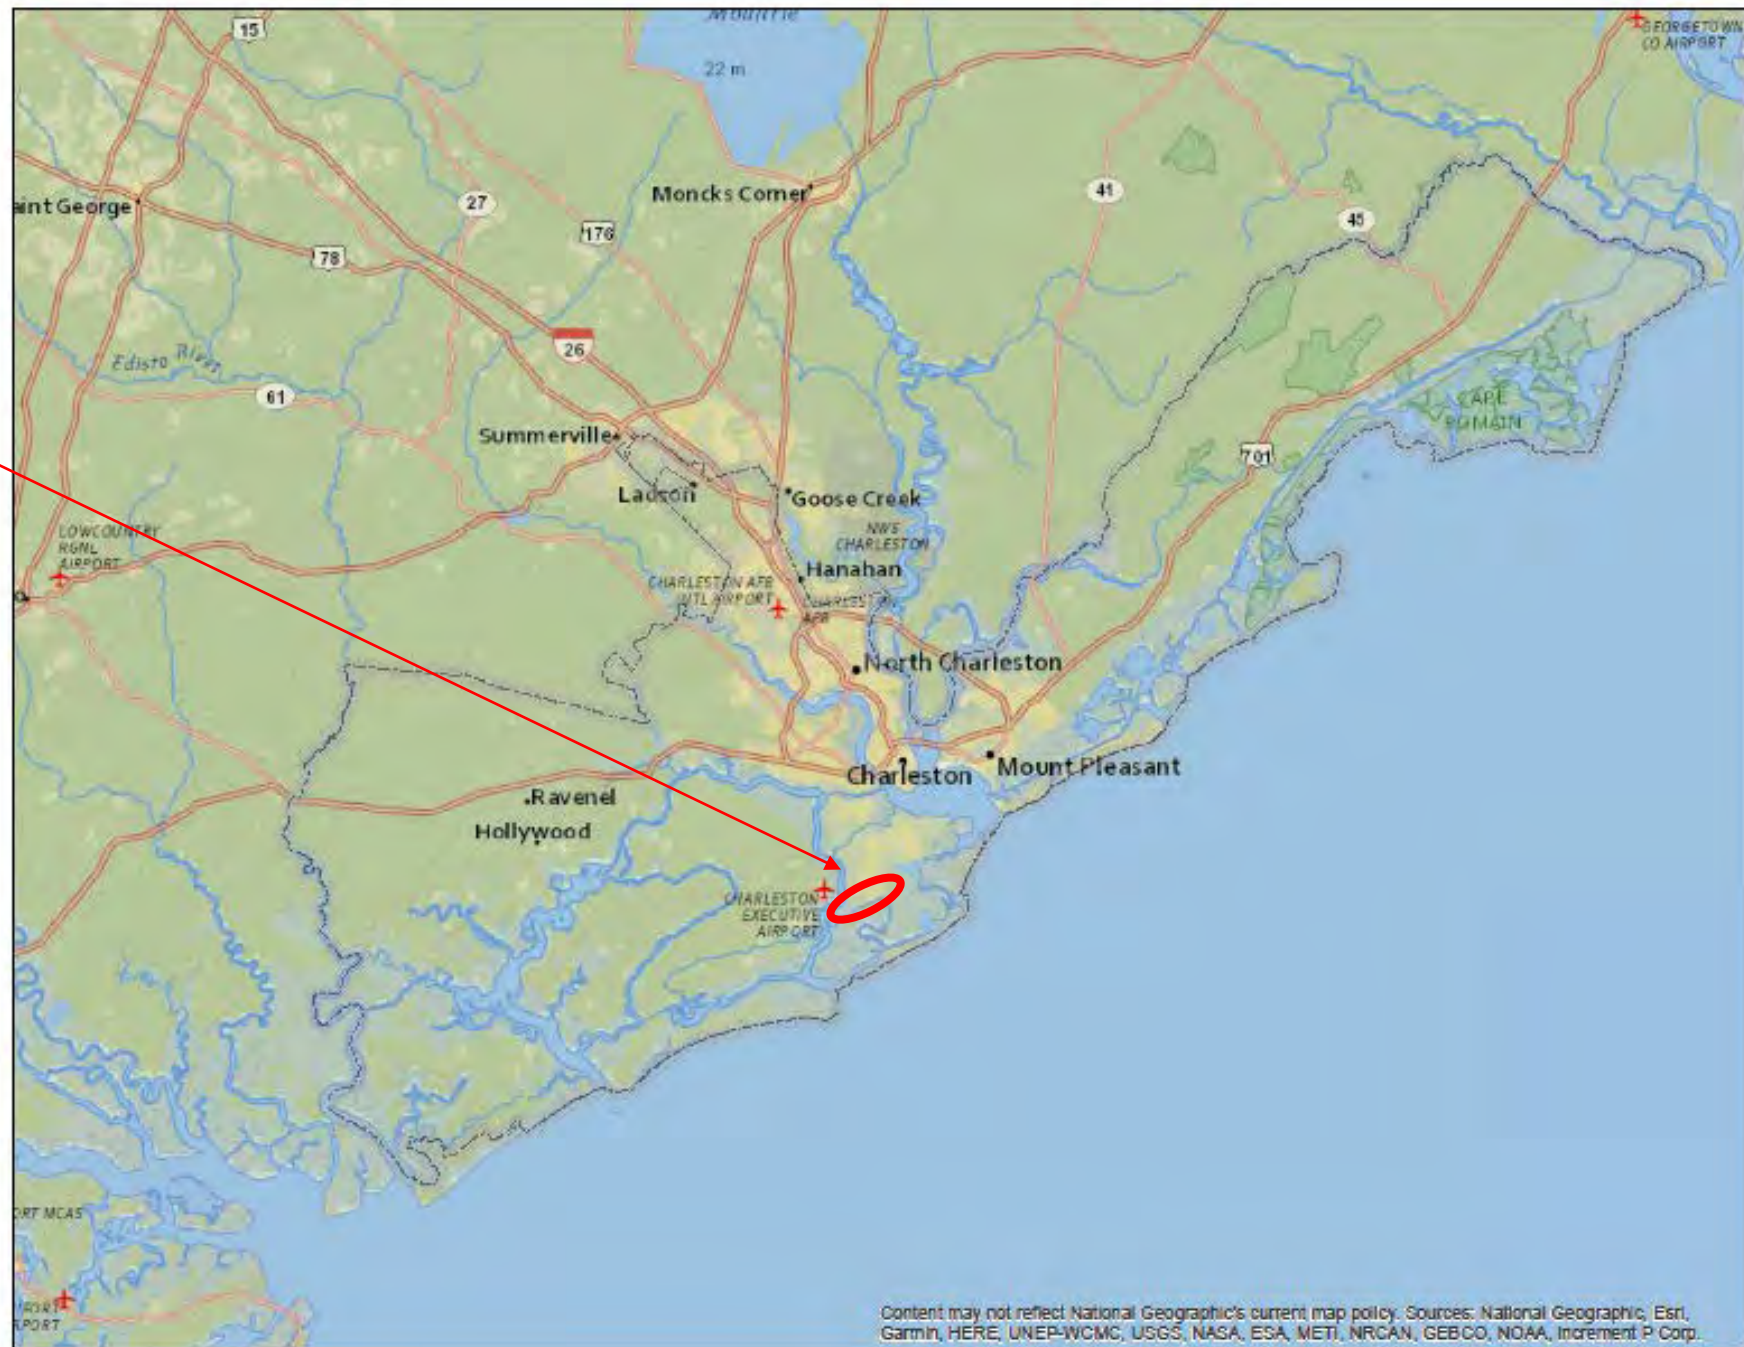 Moultrie
15
GEORGETOWN
CO AIRPORT
22 m
Moncks Corner
41
27
aint George
45
176
78
26
Edisto River
61
CAPE
ROMAIN
Summerville
701
Ladson
Goose Creek
NWS
CHARLESTON
LOWCOUNTRY
RGNL
AIRPORT
Hanahan
CHARLESTON AFB
INTL AIRPORT
CHARLESTON
AFB
North Charleston
Charleston
Mount Pleasant
Ravenel
Hollywood
CHARLESTON
EXECUTIVE
AIRPORT
ORT MCAS
PORT
Content may not reflect National Geographic's current map policy. Sources: National Geographic, Esri,
Garmin, HERE, UNEP-WCMC, USGS, NASA, ESA, METI, NRCAN, GEBCO, NOAA, Increment P Corp.